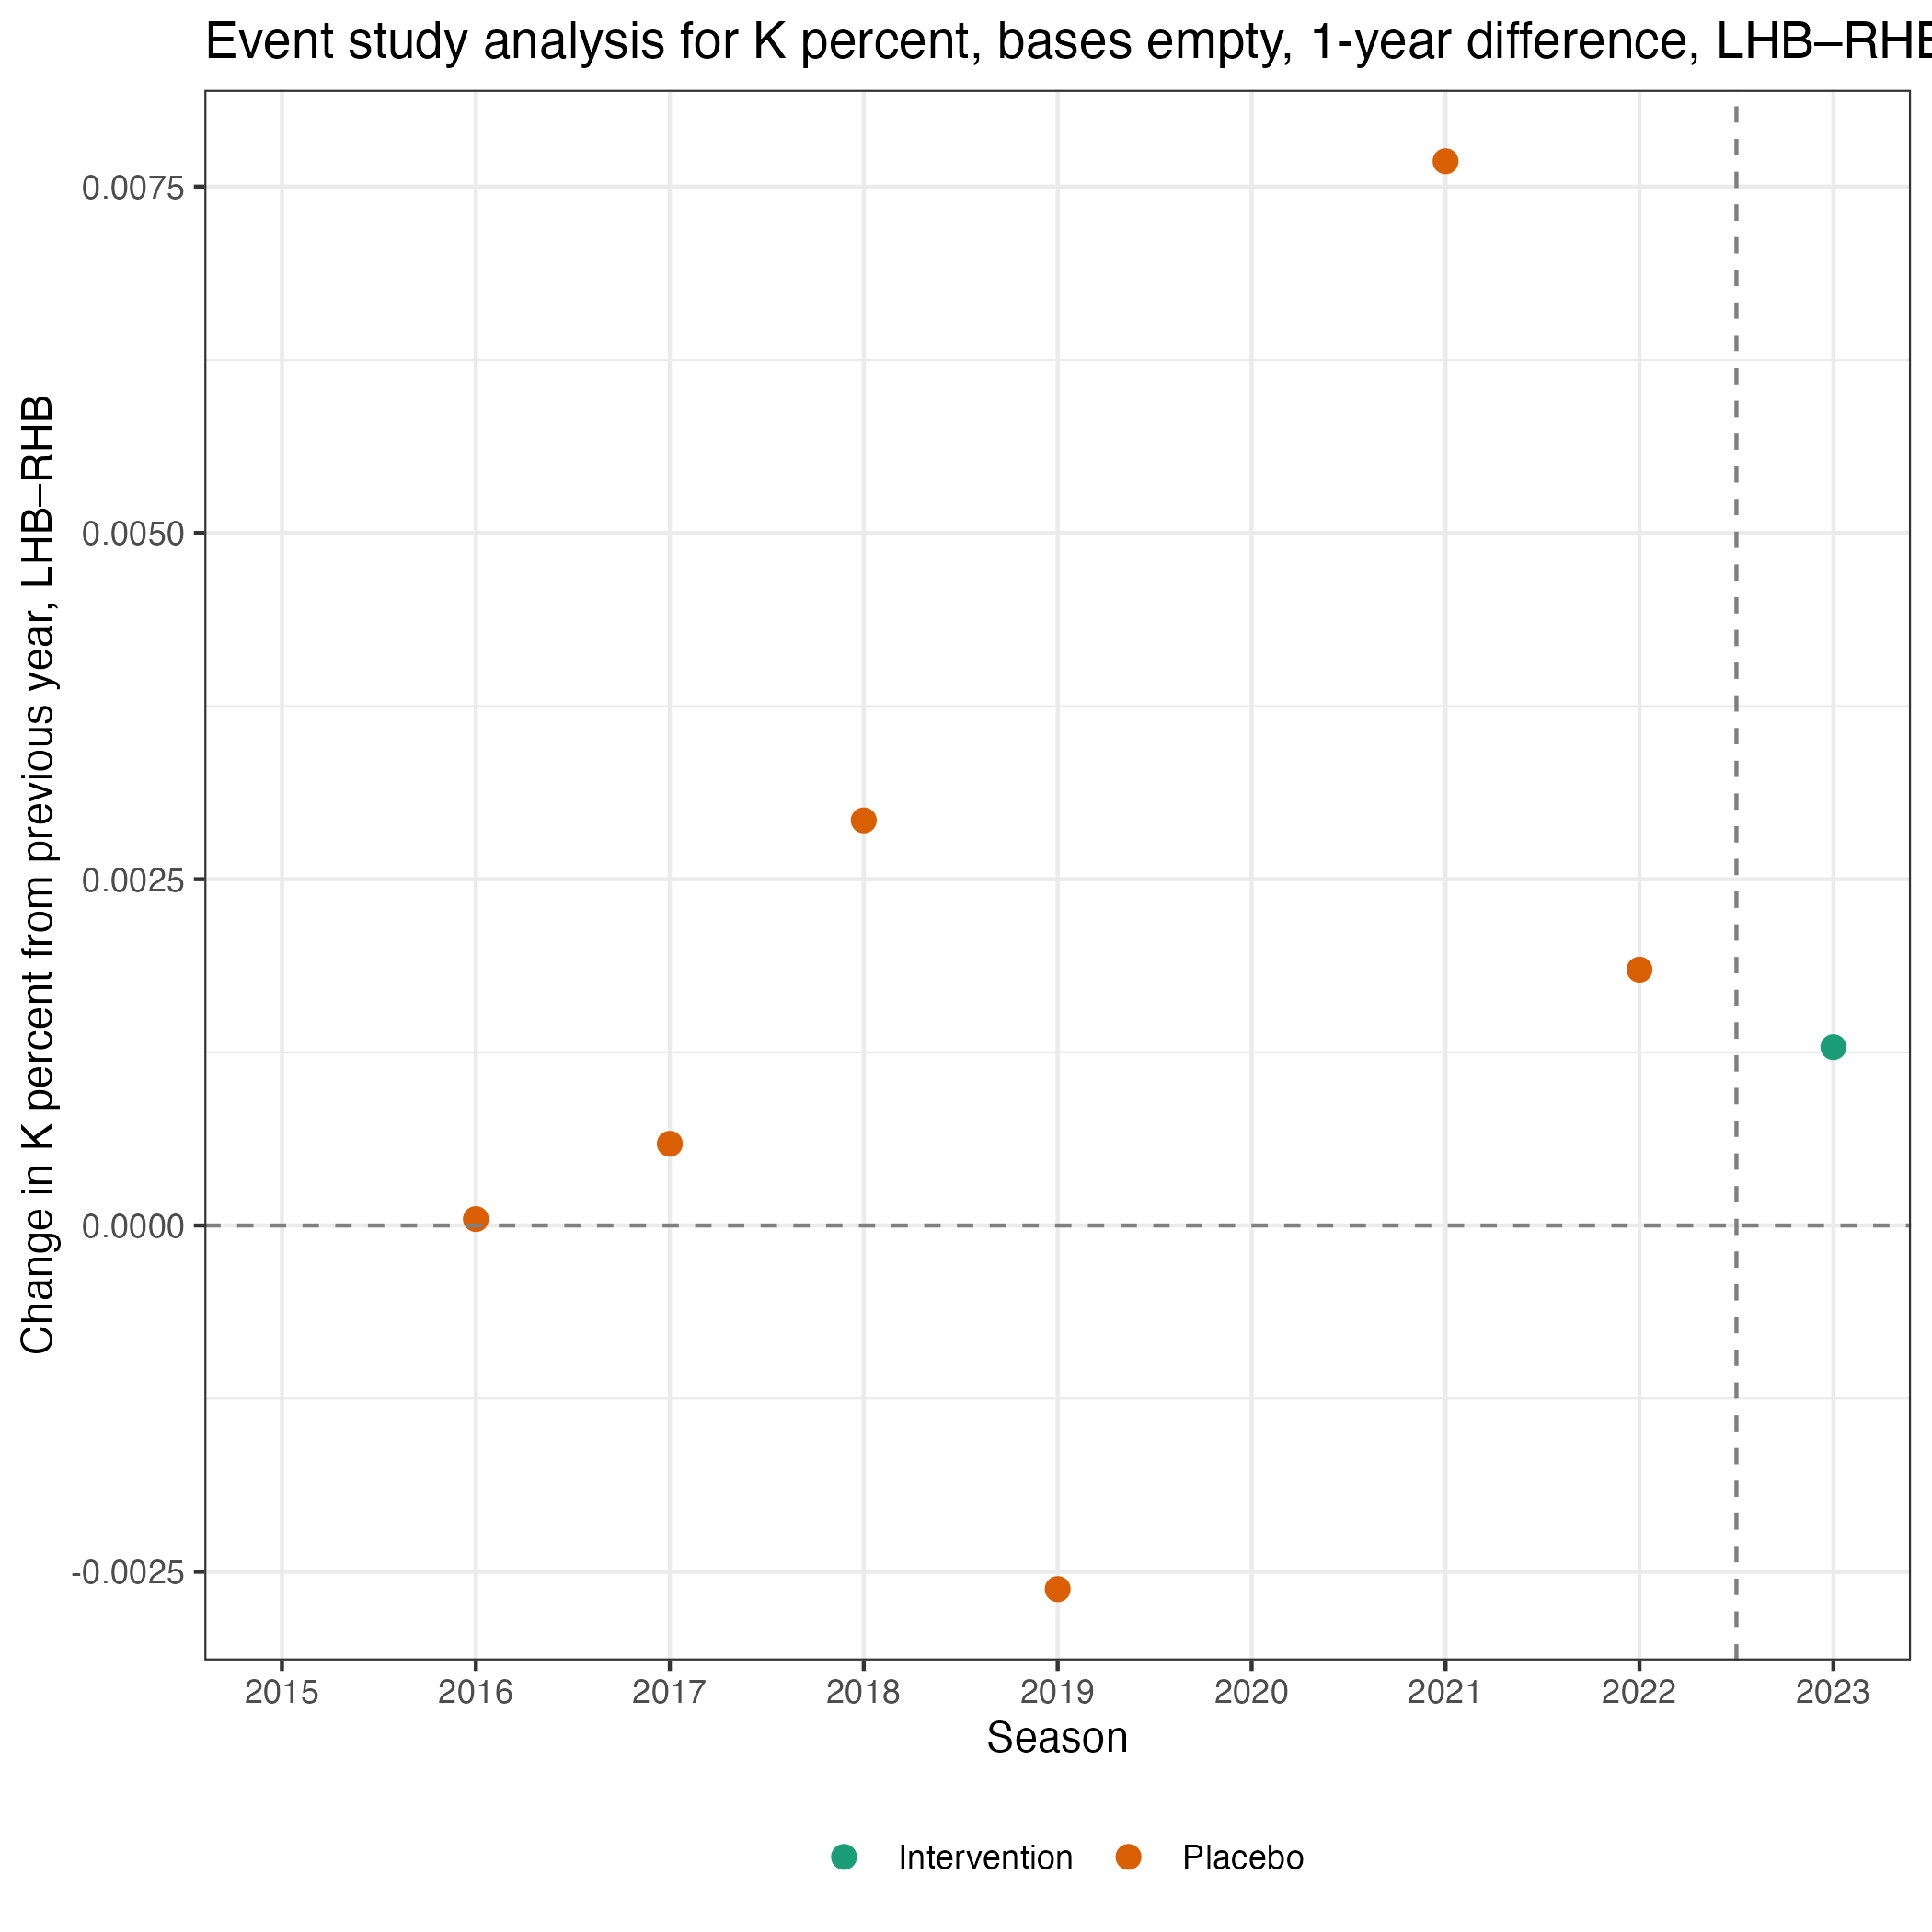 Event study analysis for K percent, bases empty, 1-year difference, LHB–RHB
Change in K percent from previous year, LHB–RHB
0.0075
0.0050
0.0025
0.0000
-0.0025
2015 2016 2017 2018 2019 2020 2021 2022 2023
Season
Intervention Placebo